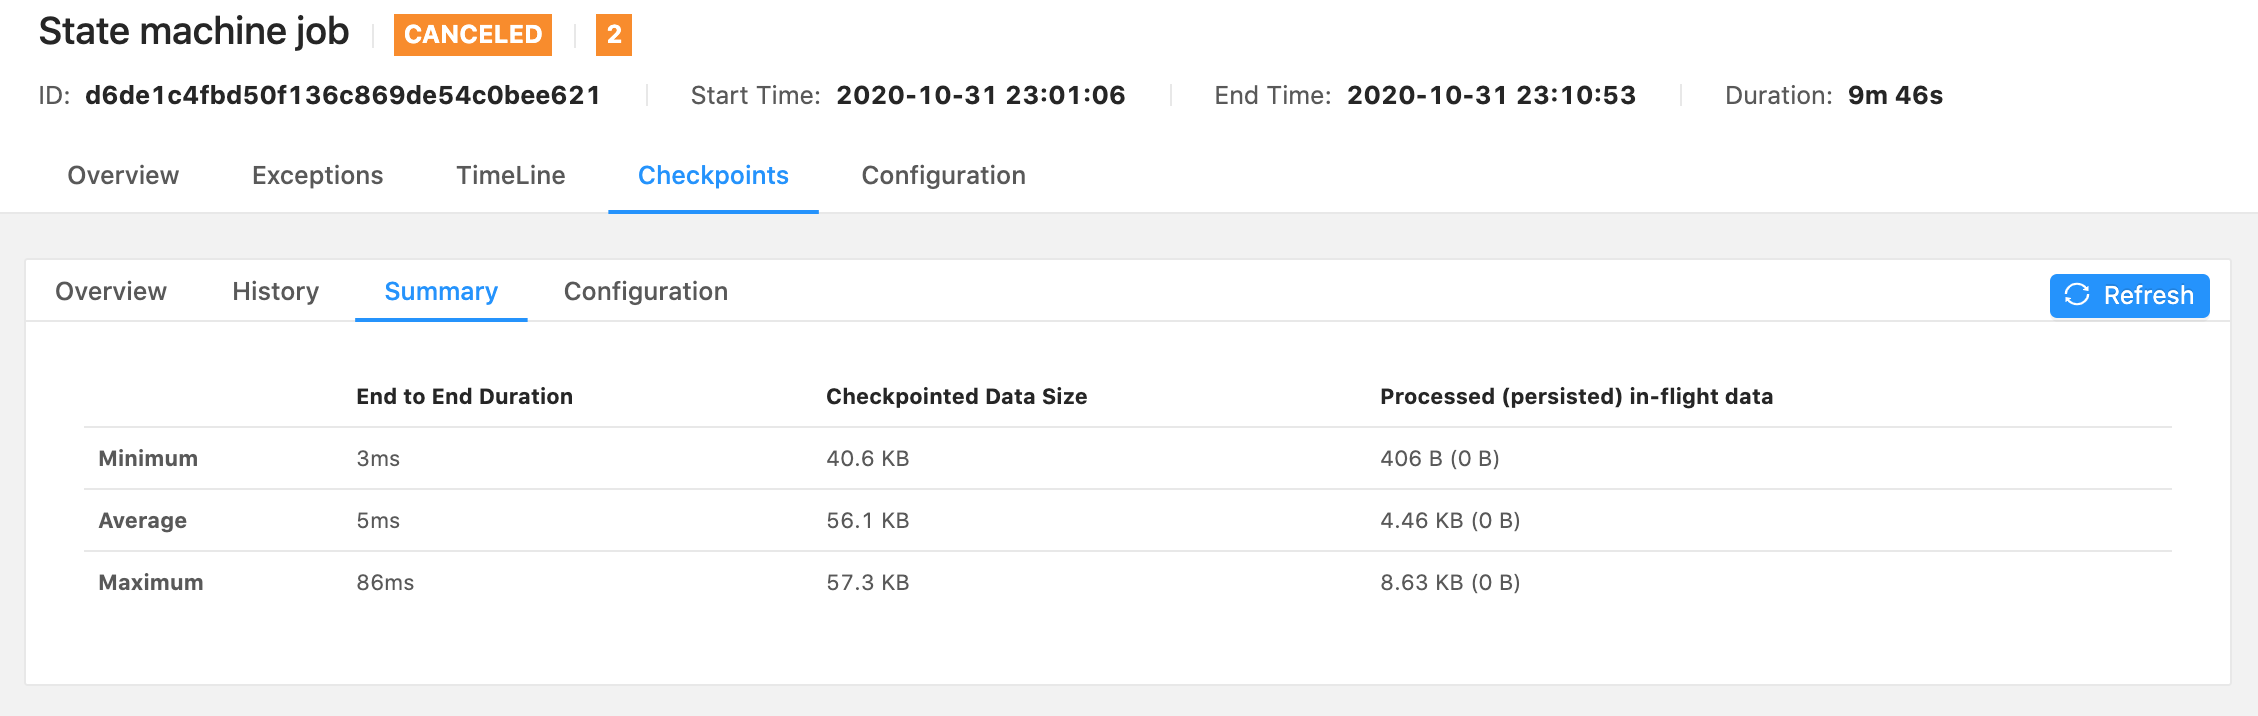 State machine job CANCELED 2
ID: d6de1c4fbd50f136c869de54c0bee621 Start Time: 2020-10-31 23:01:06 End Time: 2020-10-31 23:10:53 Duration: 9m 46s
Overview Exceptions TimeLine Checkpoints Configuration
Overview History Summary Configuration Refresh
End to End Duration Checkpointed Data Size Processed (persisted) in-flight data
Minimum 3ms 40.6 KB 406 B (0 B)
Average 5ms 56.1 KB 4.46 KB (0 B)
Maximum 86ms 57.3 KB 8.63 KB (0 B)